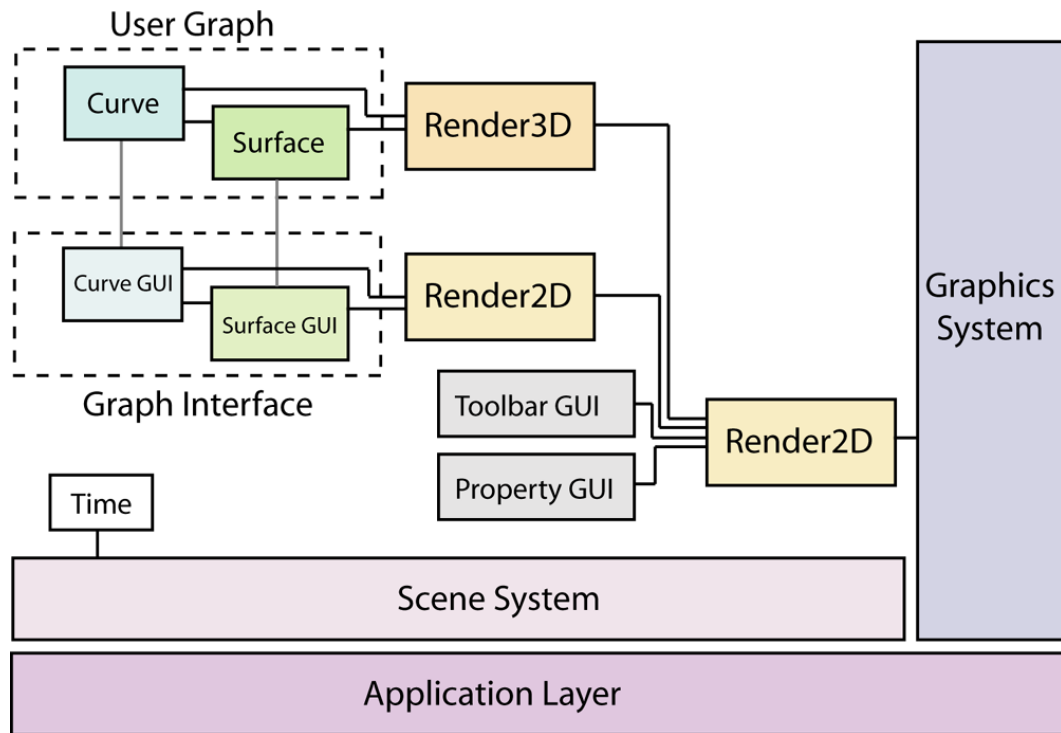 User Graph
Curve
Surface
Render3D
Curve GUI
Surface GUI
Render2D
Graph Interface
Graphics
System
Toolbar GUI
Property GUI
Render2D
Time
Scene System
Application Layer